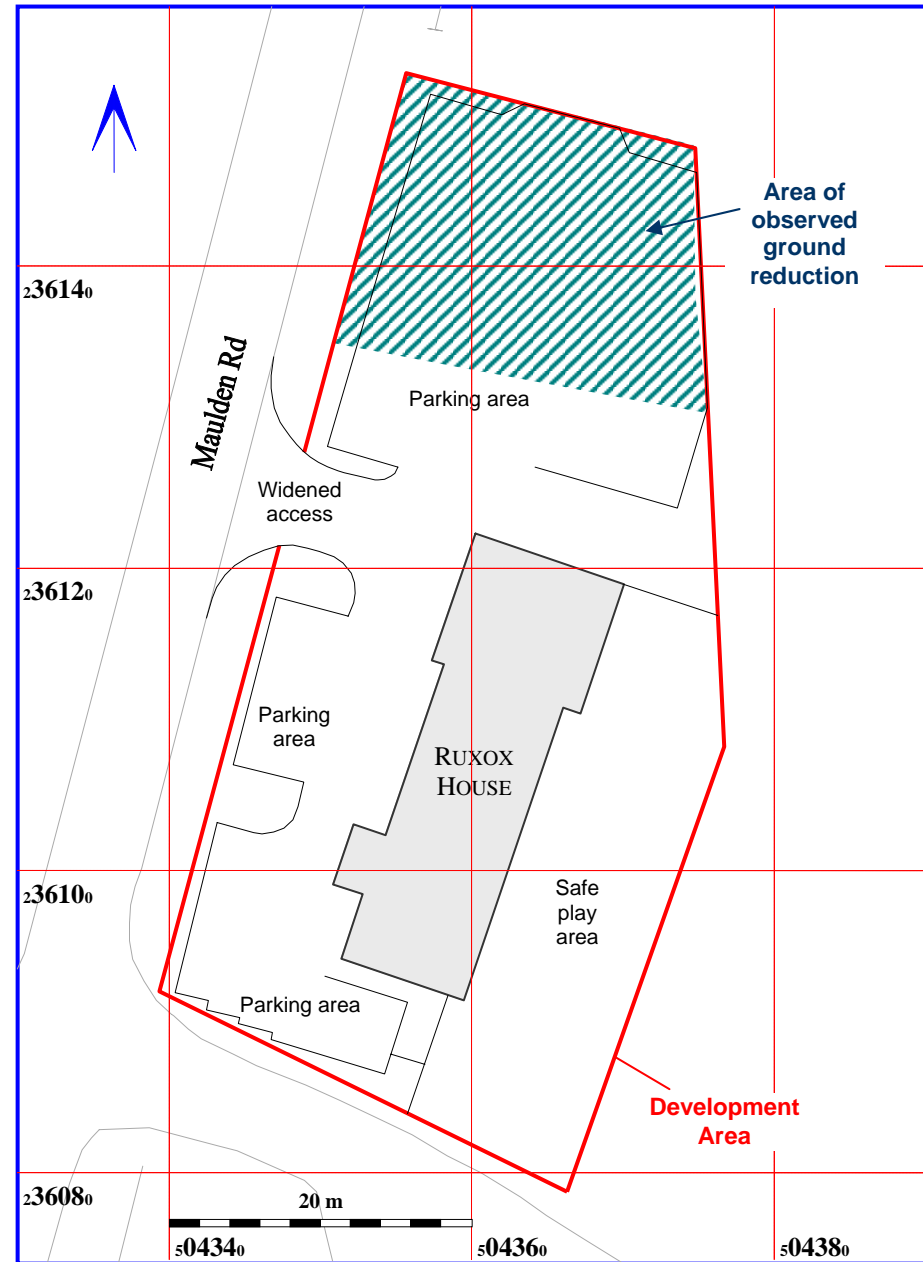 Area of
observed
ground
reduction
236140
Maulden Rd
Parking area
Widened
access
236120
Parking
area
RUXOX
HOUSE
236100
Safe
play
area
Parking area
Development
Area
236080
20 m
504340
504360
504380